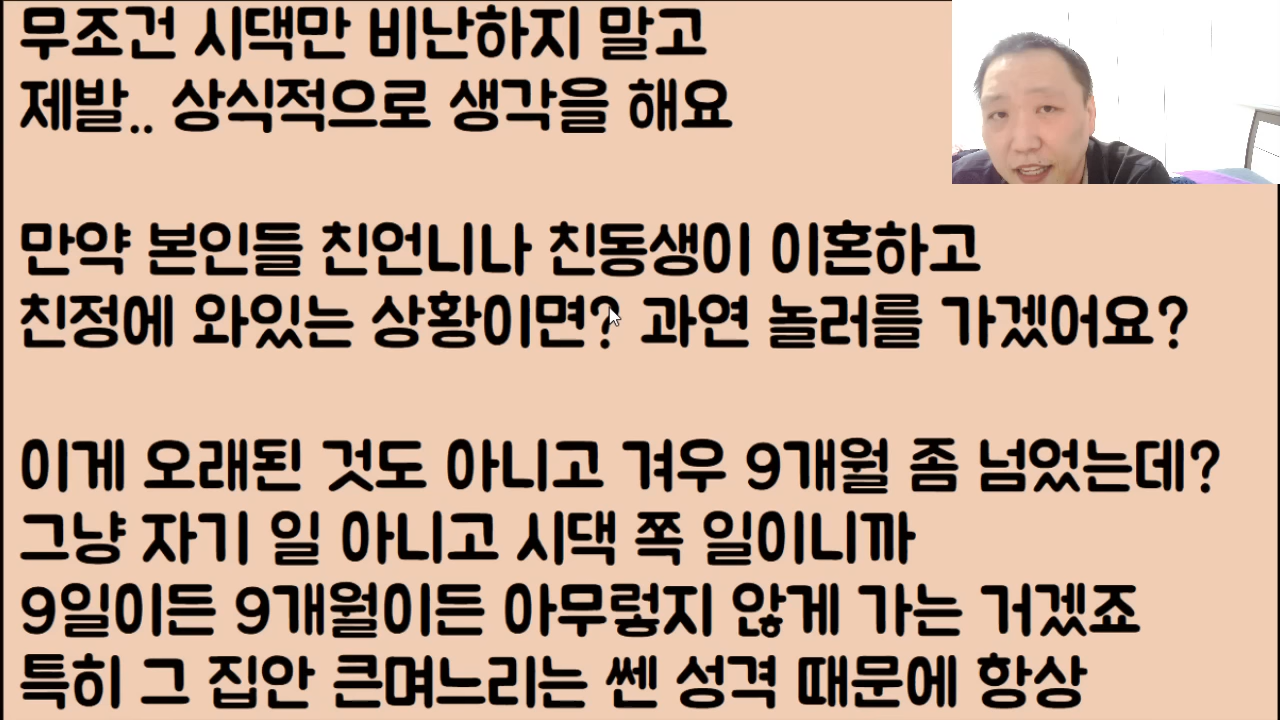 무조건 시댁만 비난하지 말고
제발.. 상식적으로 생각을 해요
만약 본인들 친언니나 친동생이 이혼하고
친정에 와있는 상황이면? 과연 놀러를 가겠어요?
이게 오래된 것도 아니고 겨우 9개월 좀 넘었는데?
그냥 자기 일 아니고 시댁 쪽 일이니까
9일이든 9개월이든 아무렇지 않게 가는 거겠죠
특히 그 집안 큰며느리는 쎈 성격 때문에 항상